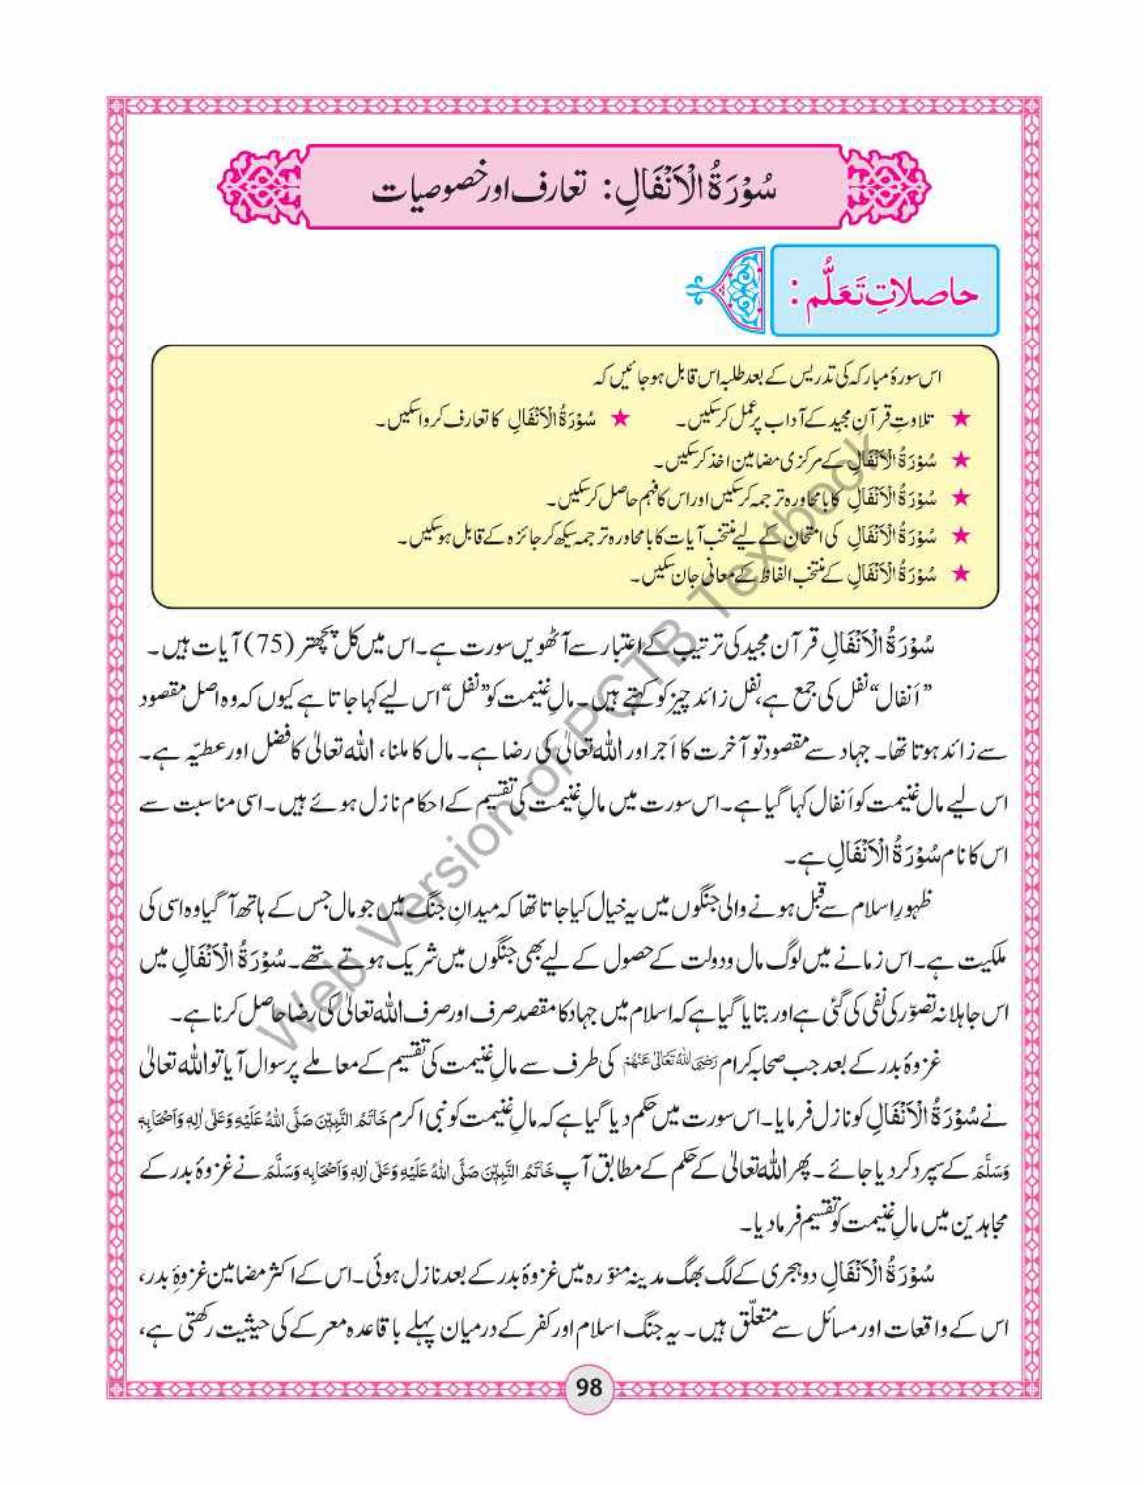 سُوْرَةُ الْاَنْفَالِ: تعارف اور خصوصیات
حاصلاتِ تَعَلُّم:
اس سورۂ مبارکہ کی تدریس کے بعد طلبہ اس قابل ہو جائیں کہ
★ تلاوتِ قرآن مجید کے آداب پر عمل کر سکیں۔ ★ سُوْرَةُ الْاَنْفَالِ کا تعارف کروا سکیں۔
★ سُوْرَةُ الْاَنْفَالِ کے مرکزی مضامین اخذ کر سکیں۔
★ سُوْرَةُ الْاَنْفَالِ کا بامحاورہ ترجمہ کر سکیں اور اس کا فہم حاصل کر سکیں۔
★ سُوْرَةُ الْاَنْفَالِ کی امتحان کے لیے منتخب آیات کا بامحاورہ ترجمہ سیکھ کر جائزہ کے قابل ہو سکیں۔
★ سُوْرَةُ الْاَنْفَالِ کے منتخب الفاظ کے معانی جان سکیں۔
سُوْرَةُ الْاَنْفَالِ قرآن مجید کی ترتیب کے اعتبار سے آٹھویں سورت ہے۔ اس میں کل پچھتر (75) آیات ہیں۔
”اَنفال“ نفل کی جمع ہے، نفل زائد چیز کو کہتے ہیں۔ مالِ غنیمت کو ”نفل“ اس لیے کہا جاتا ہے کیوں کہ وہ اصل مقصود
سے زائد ہوتا تھا۔ جہاد سے مقصود تو آخرت کا اَجر اور اللہ تعالیٰ کی رضا ہے۔ مال کا ملنا، اللہ تعالیٰ کا فضل اور عطیّہ ہے۔
اس لیے مال غنیمت کو اَنفال کہا گیا ہے۔ اس سورت میں مالِ غنیمت کی تقسیم کے احکام نازل ہوئے ہیں۔ اسی مناسبت سے
اس کا نام سُوْرَةُ الْاَنْفَالِ ہے۔
ظہورِ اسلام سے قبل ہونے والی جنگوں میں یہ خیال کیا جاتا تھا کہ میدانِ جنگ میں جو مال جس کے ہاتھ آ گیا وہ اسی کی
ملکیت ہے۔ اس زمانے میں لوگ مال و دولت کے حصول کے لیے بھی جنگوں میں شریک ہوتے تھے۔ سُوْرَةُ الْاَنْفَالِ میں
اس جاہلانہ تصوّر کی نفی کی گئی ہے اور بتایا گیا ہے کہ اسلام میں جہاد کا مقصد صرف اور صرف اللہ تعالیٰ کی رضا حاصل کرنا ہے۔
غزوۂ بدر کے بعد جب صحابہ کرام رَضِیَ اللہُ تَعَالٰی عَنْہُمْ کی طرف سے مالِ غنیمت کی تقسیم کے معاملے پر سوال آیا تو اللہ تعالیٰ
نے سُوْرَةُ الْاَنْفَالِ کو نازل فرمایا۔ اس سورت میں حکم دیا گیا ہے کہ مالِ غنیمت کو نبی اکرم خَاتَمُ النَّبِیّٖنَ صَلَّی اللہُ عَلَیْہِ وَعَلٰٓی اٰلِہٖ وَاَصْحَابِہٖ
وَسَلَّمَ کے سپرد کر دیا جائے۔ پھر اللہ تعالیٰ کے حکم کے مطابق آپ خَاتَمُ النَّبِیّٖنَ صَلَّی اللہُ عَلَیْہِ وَعَلٰٓی اٰلِہٖ وَاَصْحَابِہٖ وَسَلَّمَ نے غزوۂ بدر کے
مجاہدین میں مالِ غنیمت کو تقسیم فرما دیا۔
سُوْرَةُ الْاَنْفَالِ دو ہجری کے لگ بھگ مدینہ منوّرہ میں غزوۂ بدر کے بعد نازل ہوئی۔ اس کے اکثر مضامین غزوۂ بدر،
اس کے واقعات اور مسائل سے متعلّق ہیں۔ یہ جنگ اسلام اور کفر کے درمیان پہلے باقاعدہ معرکے کی حیثیت رکھتی ہے،
98
Web Version of PCTB Textbook